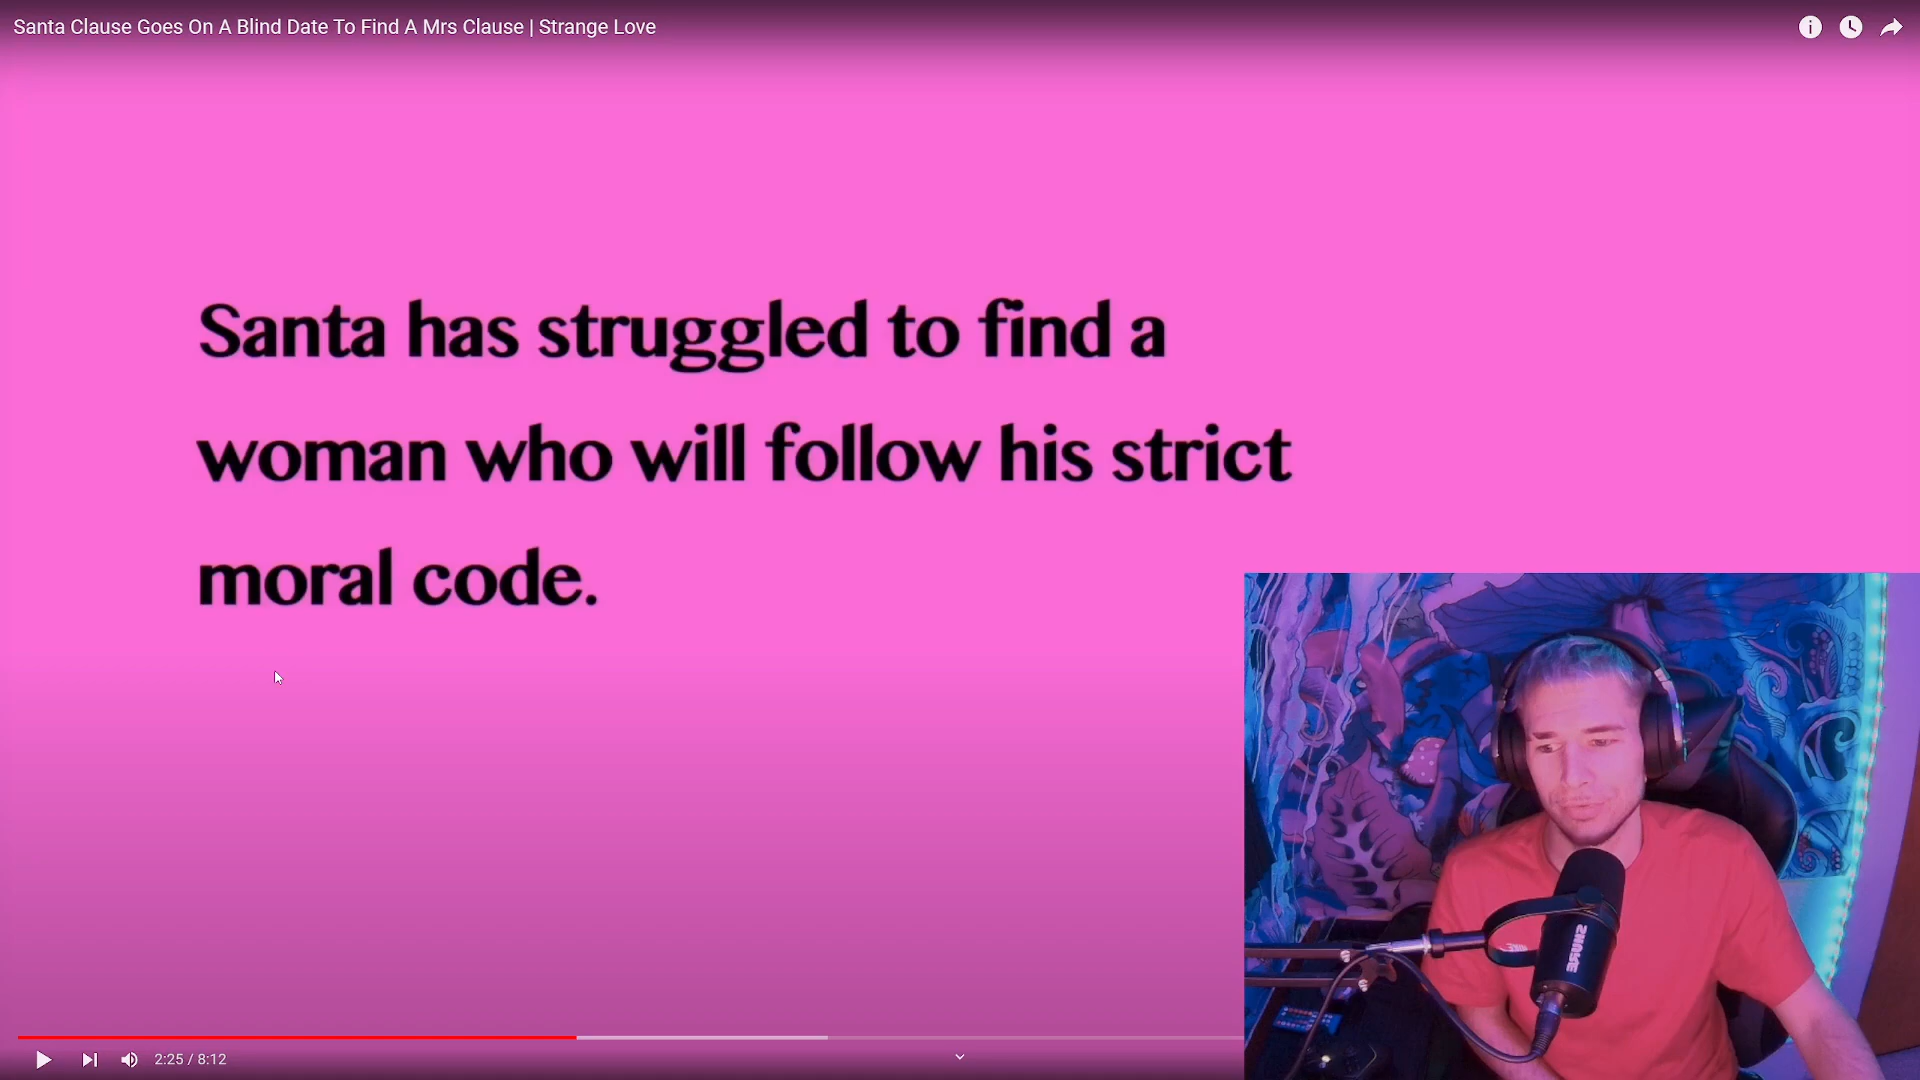 Santa Clause Goes On A Blind Date To Find A Mrs Clause | Strange Love
Santa has struggled to find a
woman who will follow his strict
moral code.
SHURE
2:25 / 8:12